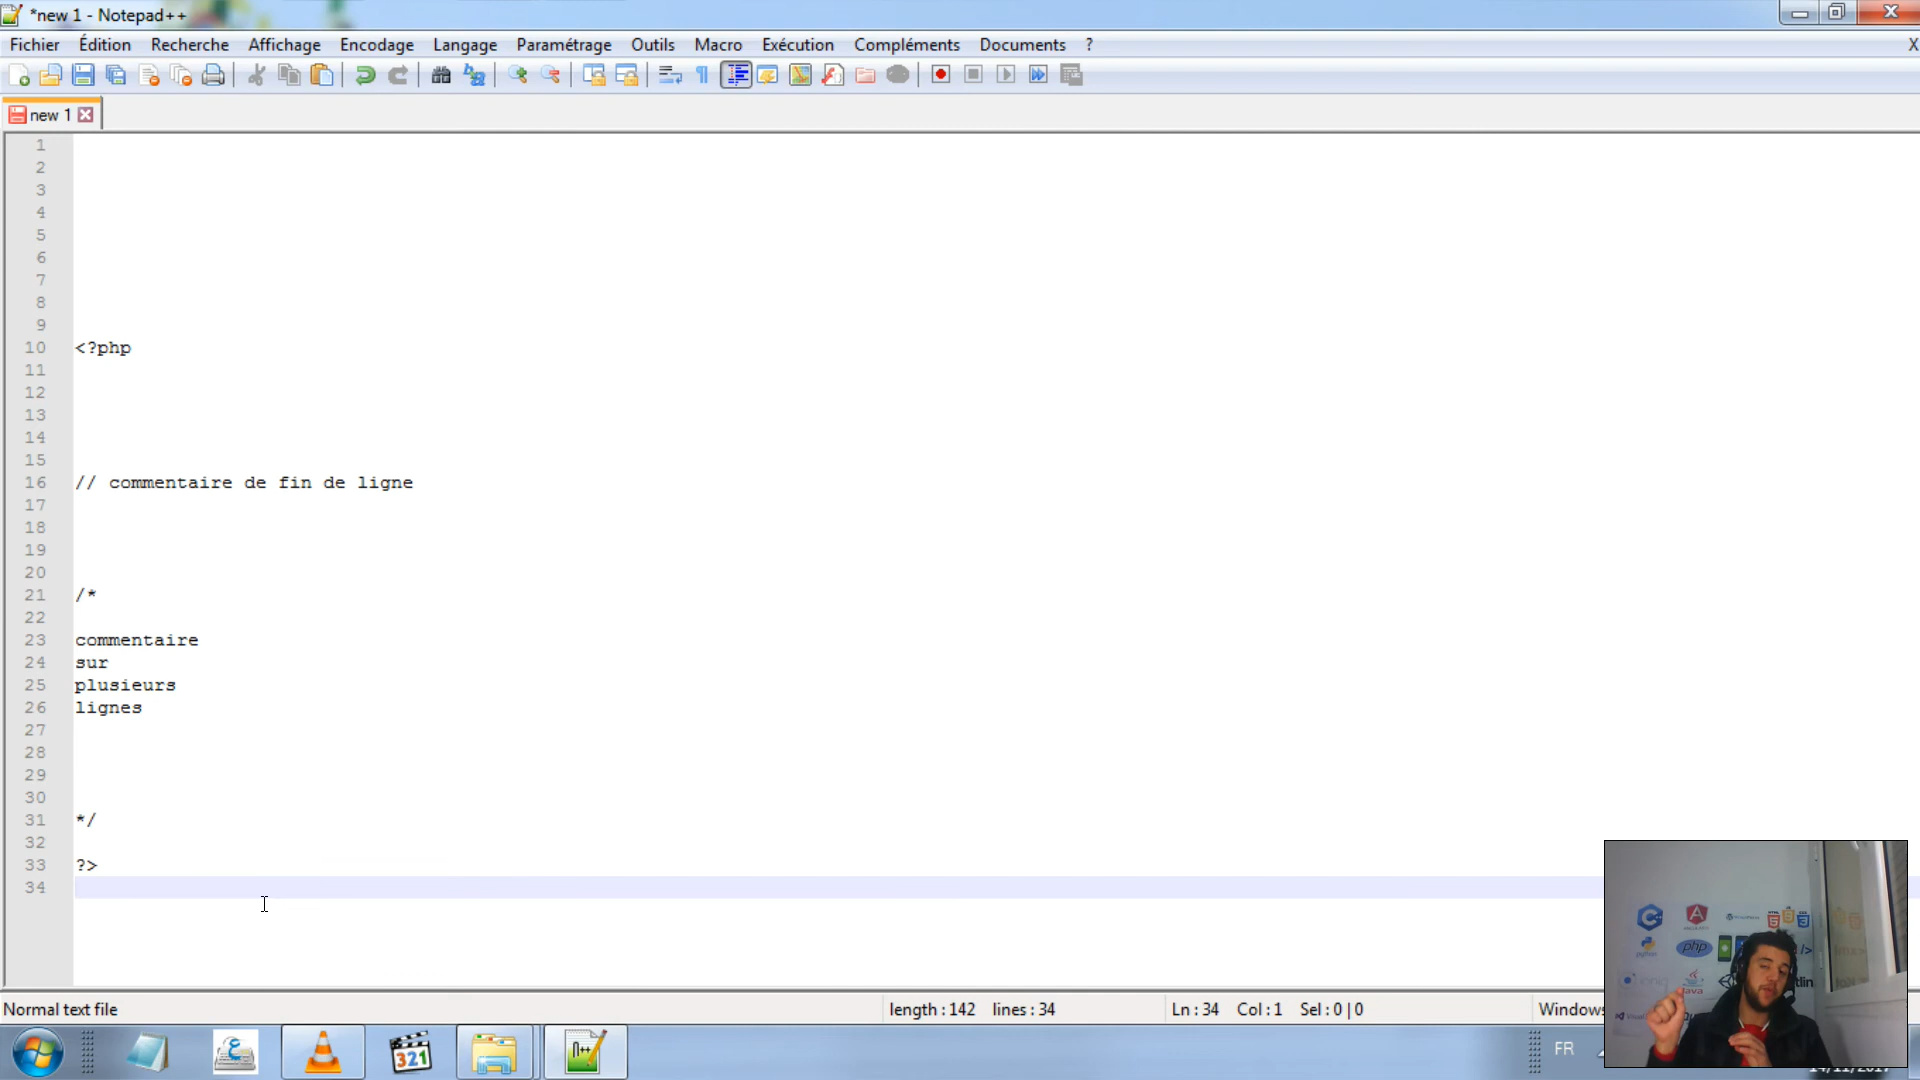 *new 1 - Notepad++
Fichier Édition Recherche Affichage Encodage Langage Paramétrage Outils Macro Exécution Compléments Documents ? X
new 1
1
2
3
4
5
6
7
8
9
10 <?php
11
12
13
14
15
16 // commentaire de fin de ligne
17
18
19
20
21 /*
22
23 commentaire
24 sur
25 plusieurs
26 lignes
27
28
29
30
31 */
32
33 ?>
34
php
Java
Normal text file length : 142 lines : 34 Ln : 34 Col : 1 Sel : 0 | 0 Windows
321
FR